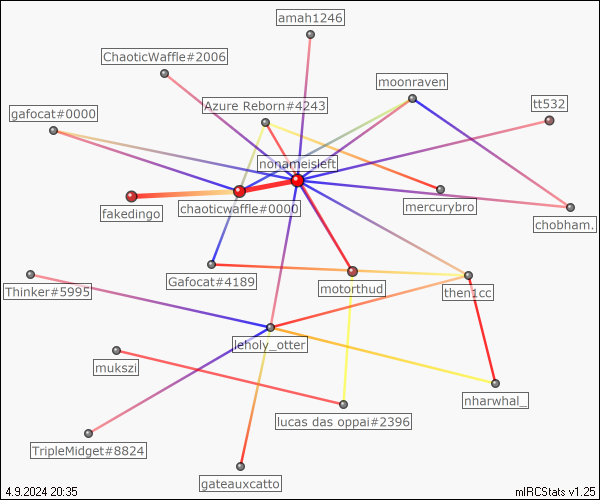 amah1246
ChaoticWaffle#2006
moonraven
gafocat#0000
Azure Reborn#4243
tt532
nonameisleft
fakedingo
chaoticwaffle#0000
mercurybro
chobham.
Gafocat#4189
motorthud
then1cc
Thinker#5995
leholy_otter
mukszi
nharwhal_
lucas das oppai#2396
TripleMidget#8824
gateauxcatto
4.9.2024 20:35
mIRCStats v1.25